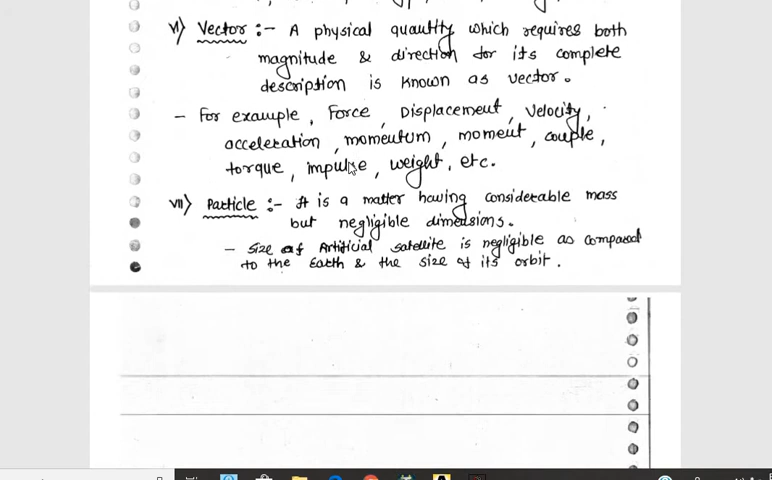 VI) Vector :- A physical quantity which requires both
magnitude & direction for its complete
description is known as vector.
- For example, Force, Displacement, Velocity,
acceleration, momentum, moment, couple,
torque, impulse, weight, etc.
VII) Particle :- It is a matter having considerable mass
but negligible dimensions.
- Size of Artificial satellite is negligible as compared
to the Earth & the size of its orbit.